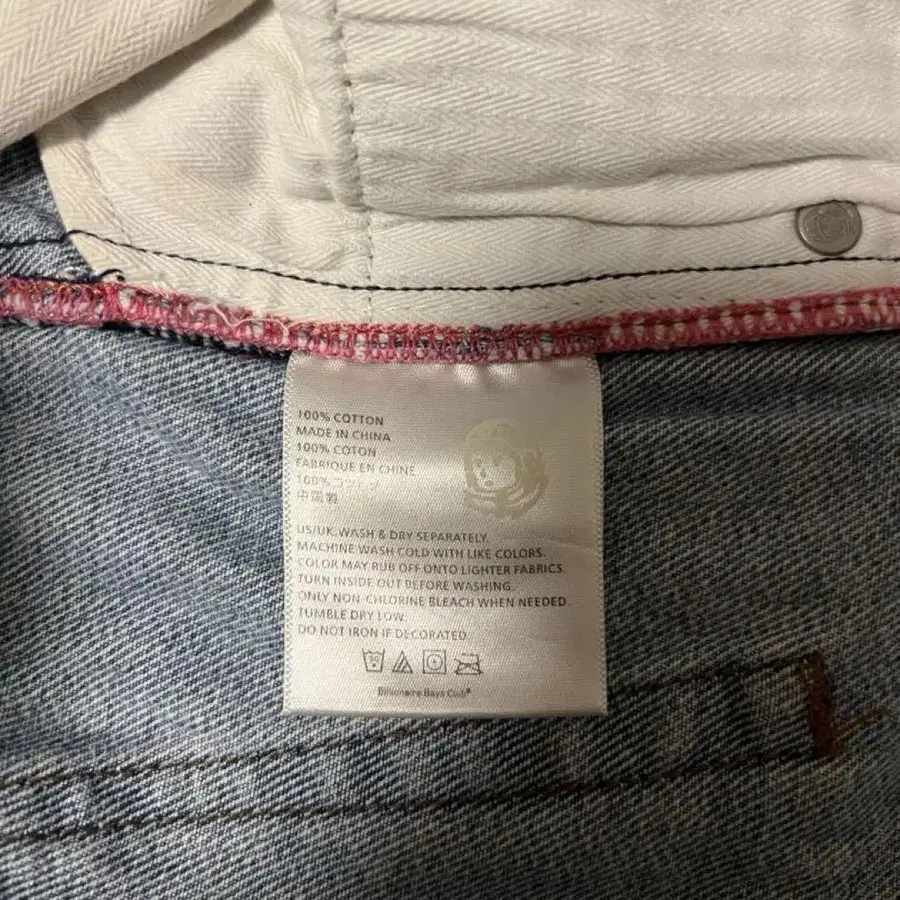 100% COTTON
MADE IN CHINA
100% COTON
FABRIQUE EN CHINE
100% コットン
中国製
US/UK. WASH & DRY SEPARATELY.
MACHINE WASH COLD WITH LIKE COLORS.
COLOR MAY RUB OFF ONTO LIGHTER FABRICS.
TURN INSIDE OUT BEFORE WASHING.
ONLY NON-CHLORINE BLEACH WHEN NEEDED
TUMBLE DRY LOW.
DO NOT IRON IF DECORATED.
Billionaire Boys Club®